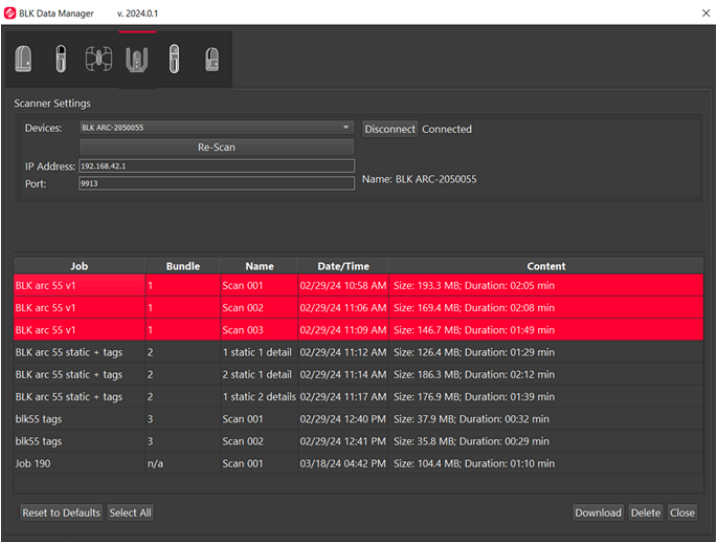 BLK Data Manager v. 2024.0.1
Scanner Settings
Devices: BLK ARC-2050055 Disconnect Connected
Re-Scan
IP Address: 192.168.42.1
Port: 9913 Name: BLK ARC-2050055
Job Bundle Name Date/Time Content
BLK arc 55 v1 1 Scan 001 02/29/24 10:58 AM Size: 193.3 MB; Duration: 02:05 min
BLK arc 55 v1 1 Scan 002 02/29/24 11:06 AM Size: 169.4 MB; Duration: 02:08 min
BLK arc 55 v1 1 Scan 003 02/29/24 11:09 AM Size: 146.7 MB; Duration: 01:49 min
BLK arc 55 static + tags 2 1 static 1 detail 02/29/24 11:12 AM Size: 126.4 MB; Duration: 01:29 min
BLK arc 55 static + tags 2 2 static 1 detail 02/29/24 11:14 AM Size: 186.3 MB; Duration: 02:12 min
BLK arc 55 static + tags 2 1 static 2 details 02/29/24 11:17 AM Size: 176.9 MB; Duration: 01:39 min
blk55 tags 3 Scan 001 02/29/24 12:40 PM Size: 37.9 MB; Duration: 00:32 min
blk55 tags 3 Scan 002 02/29/24 12:41 PM Size: 35.8 MB; Duration: 00:29 min
Job 190 n/a Scan 001 03/18/24 04:42 PM Size: 104.4 MB; Duration: 01:10 min
Reset to Defaults Select All Download Delete Close